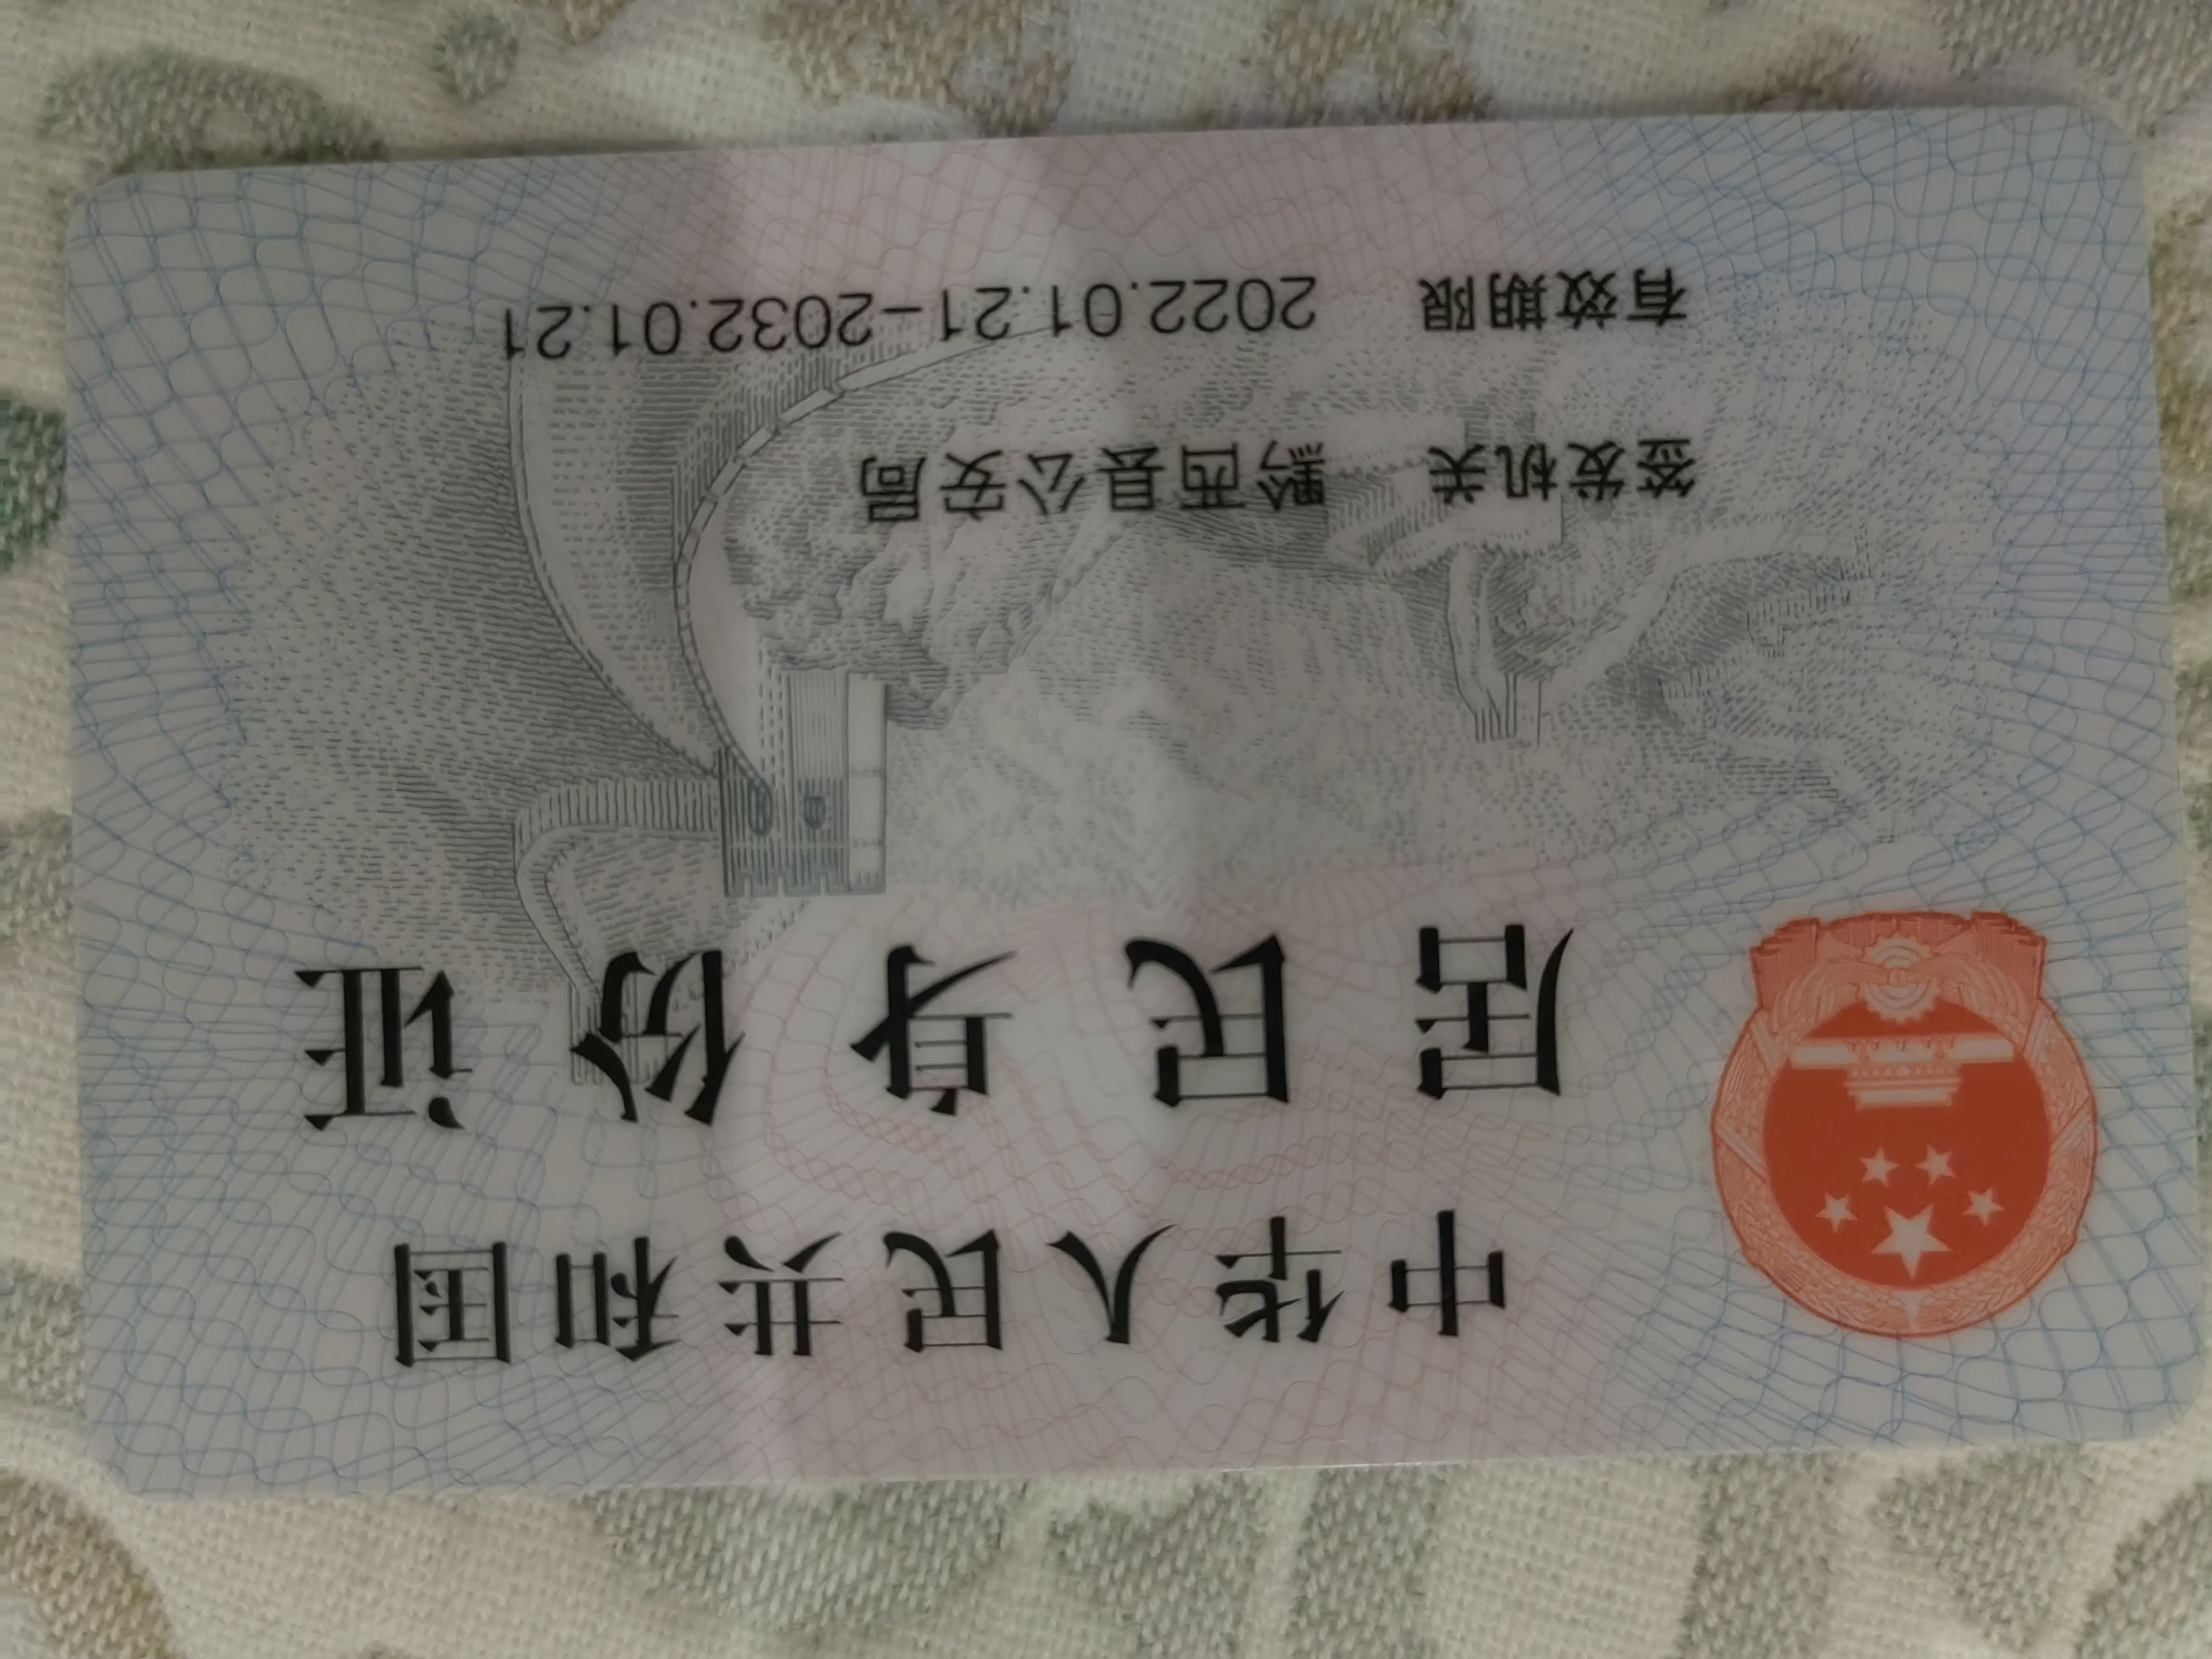 中华人民共和国
居民身份证
签发机关 黔西县公安局
有效期限 2022.01.21-2032.01.21